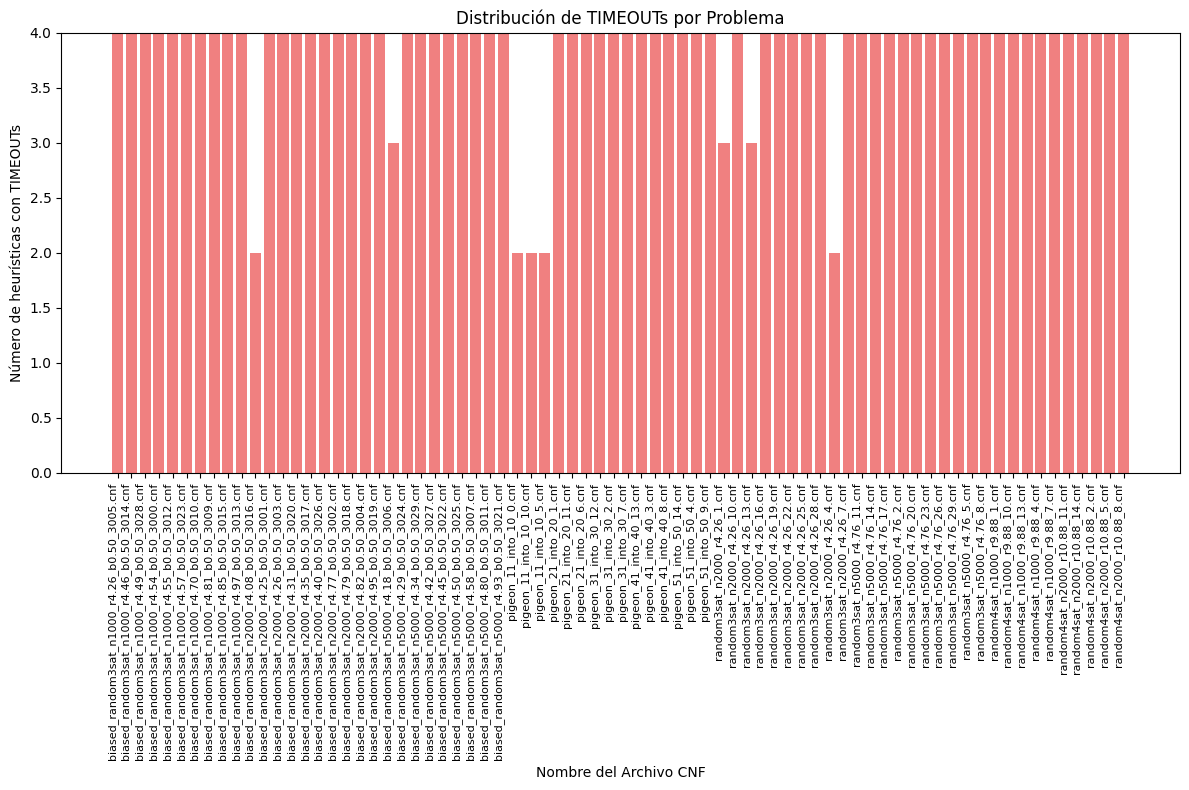 Distribución de TIMEOUTs por Problema
Número de heurísticas con TIMEOUTs
4.0
3.5
3.0
2.5
2.0
1.5
1.0
0.5
0.0
biased_random3sat_n1000_r4.26_b0.50_3005.cnf
biased_random3sat_n1000_r4.46_b0.50_3014.cnf
biased_random3sat_n1000_r4.49_b0.50_3028.cnf
biased_random3sat_n1000_r4.54_b0.50_3000.cnf
biased_random3sat_n1000_r4.55_b0.50_3012.cnf
biased_random3sat_n1000_r4.57_b0.50_3023.cnf
biased_random3sat_n1000_r4.70_b0.50_3010.cnf
biased_random3sat_n1000_r4.81_b0.50_3009.cnf
biased_random3sat_n1000_r4.85_b0.50_3015.cnf
biased_random3sat_n1000_r4.97_b0.50_3013.cnf
biased_random3sat_n2000_r4.08_b0.50_3016.cnf
biased_random3sat_n2000_r4.25_b0.50_3001.cnf
biased_random3sat_n2000_r4.26_b0.50_3003.cnf
biased_random3sat_n2000_r4.31_b0.50_3020.cnf
biased_random3sat_n2000_r4.35_b0.50_3017.cnf
biased_random3sat_n2000_r4.40_b0.50_3026.cnf
biased_random3sat_n2000_r4.77_b0.50_3002.cnf
biased_random3sat_n2000_r4.79_b0.50_3018.cnf
biased_random3sat_n2000_r4.82_b0.50_3004.cnf
biased_random3sat_n2000_r4.95_b0.50_3019.cnf
biased_random3sat_n5000_r4.18_b0.50_3006.cnf
biased_random3sat_n5000_r4.29_b0.50_3024.cnf
biased_random3sat_n5000_r4.34_b0.50_3029.cnf
biased_random3sat_n5000_r4.42_b0.50_3027.cnf
biased_random3sat_n5000_r4.45_b0.50_3022.cnf
biased_random3sat_n5000_r4.50_b0.50_3025.cnf
biased_random3sat_n5000_r4.58_b0.50_3007.cnf
biased_random3sat_n5000_r4.80_b0.50_3011.cnf
biased_random3sat_n5000_r4.93_b0.50_3021.cnf
pigeon_11_into_10_0.cnf
pigeon_11_into_10_10.cnf
pigeon_11_into_10_5.cnf
pigeon_21_into_20_1.cnf
pigeon_21_into_20_11.cnf
pigeon_21_into_20_6.cnf
pigeon_31_into_30_12.cnf
pigeon_31_into_30_2.cnf
pigeon_31_into_30_7.cnf
pigeon_41_into_40_13.cnf
pigeon_41_into_40_3.cnf
pigeon_41_into_40_8.cnf
pigeon_51_into_50_14.cnf
pigeon_51_into_50_4.cnf
pigeon_51_into_50_9.cnf
random3sat_n2000_r4.26_1.cnf
random3sat_n2000_r4.26_10.cnf
random3sat_n2000_r4.26_13.cnf
random3sat_n2000_r4.26_16.cnf
random3sat_n2000_r4.26_19.cnf
random3sat_n2000_r4.26_22.cnf
random3sat_n2000_r4.26_25.cnf
random3sat_n2000_r4.26_28.cnf
random3sat_n2000_r4.26_4.cnf
random3sat_n2000_r4.26_7.cnf
random3sat_n5000_r4.76_11.cnf
random3sat_n5000_r4.76_14.cnf
random3sat_n5000_r4.76_17.cnf
random3sat_n5000_r4.76_2.cnf
random3sat_n5000_r4.76_20.cnf
random3sat_n5000_r4.76_23.cnf
random3sat_n5000_r4.76_26.cnf
random3sat_n5000_r4.76_29.cnf
random3sat_n5000_r4.76_5.cnf
random3sat_n5000_r4.76_8.cnf
random4sat_n1000_r9.88_1.cnf
random4sat_n1000_r9.88_10.cnf
random4sat_n1000_r9.88_13.cnf
random4sat_n1000_r9.88_4.cnf
random4sat_n1000_r9.88_7.cnf
random4sat_n2000_r10.88_11.cnf
random4sat_n2000_r10.88_14.cnf
random4sat_n2000_r10.88_2.cnf
random4sat_n2000_r10.88_5.cnf
random4sat_n2000_r10.88_8.cnf
Nombre del Archivo CNF